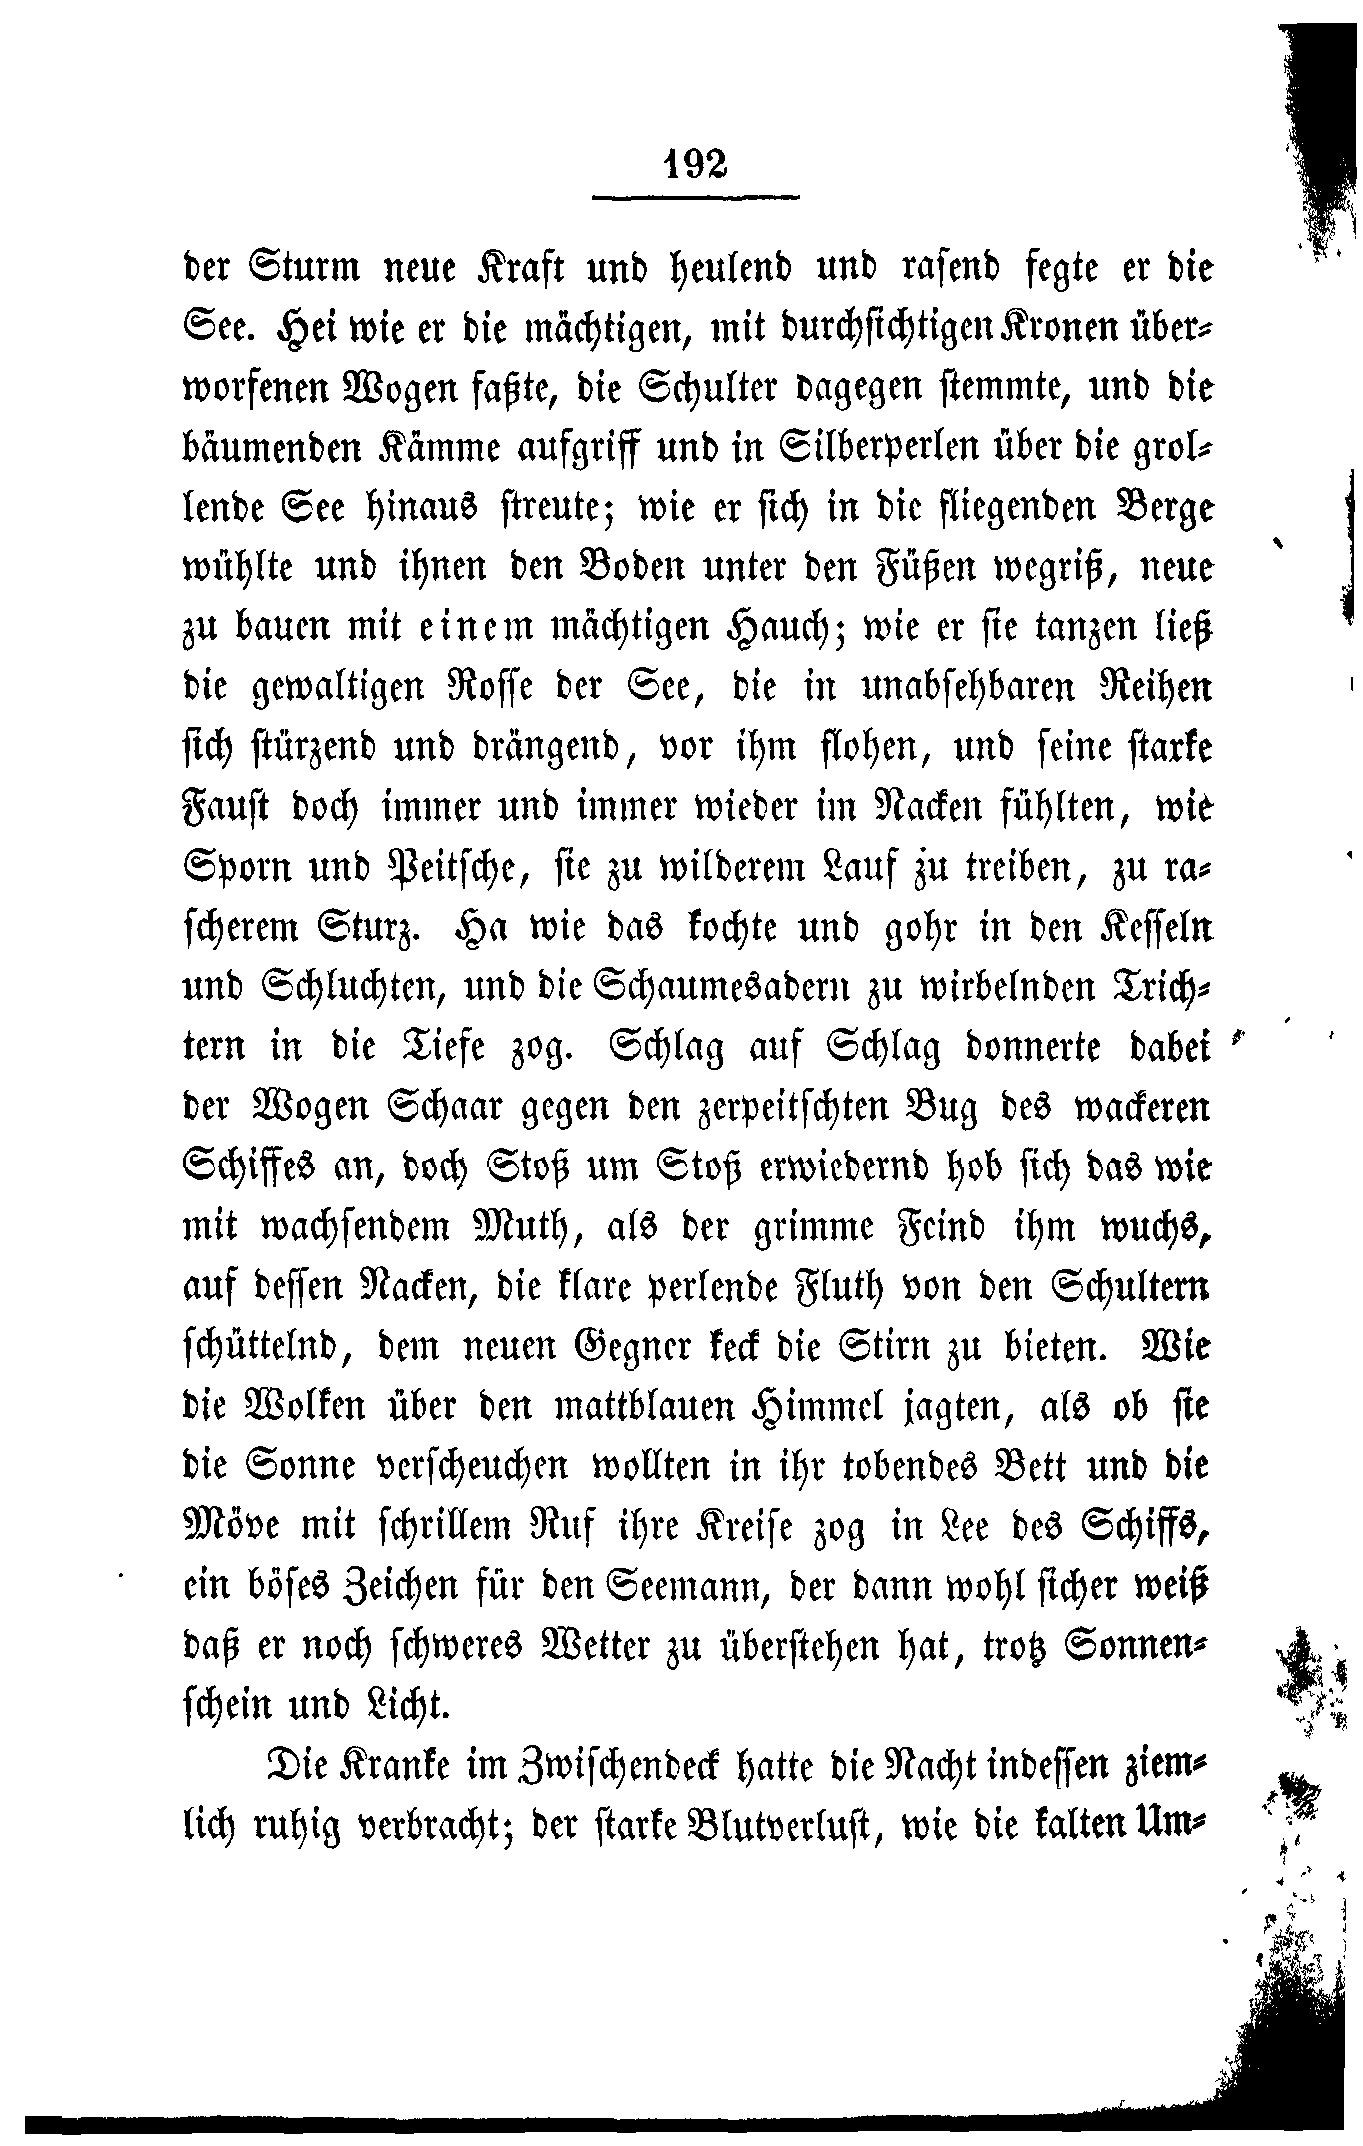 192
der Sturm neue Kraft und heulend und rasend fegte er die
See. Hei wie er die mächtigen, mit durchsichtigen Kronen über-
worfenen Wogen faßte, die Schulter dagegen stemmte, und die
bäumenden Kämme aufgriff und in Silberperlen über die grol-
lende See hinaus streute; wie er sich in die fliegenden Berge
wühlte und ihnen den Boden unter den Füßen wegriß, neue
zu bauen mit einem mächtigen Hauch; wie er sie tanzen ließ
die gewaltigen Rosse der See, die in unabsehbaren Reihen
sich stürzend und drängend, vor ihm flohen, und seine starke
Faust doch immer und immer wieder im Nacken fühlten, wie
Sporn und Peitsche, sie zu wilderem Lauf zu treiben, zu ra-
scherem Sturz. Ha wie das kochte und gohr in den Kesseln
und Schluchten, und die Schaumesadern zu wirbelnden Trich-
tern in die Tiefe zog. Schlag auf Schlag donnerte dabei
der Wogen Schaar gegen den zerpeitschten Bug des wackeren
Schiffes an, doch Stoß um Stoß erwiedernd hob sich das wie
mit wachsendem Muth, als der grimme Feind ihm wuchs,
auf dessen Nacken, die klare perlende Fluth von den Schultern
schüttelnd, dem neuen Gegner keck die Stirn zu bieten. Wie
die Wolken über den mattblauen Himmel jagten, als ob sie
die Sonne verscheuchen wollten in ihr tobendes Bett und die
Möve mit schrillem Ruf ihre Kreise zog in Lee des Schiffs,
ein böses Zeichen für den Seemann, der dann wohl sicher weiß
daß er noch schweres Wetter zu überstehen hat, trotz Sonnen-
schein und Licht.
Die Kranke im Zwischendeck hatte die Nacht indessen ziem-
lich ruhig verbracht; der starke Blutverlust, wie die kalten Um-